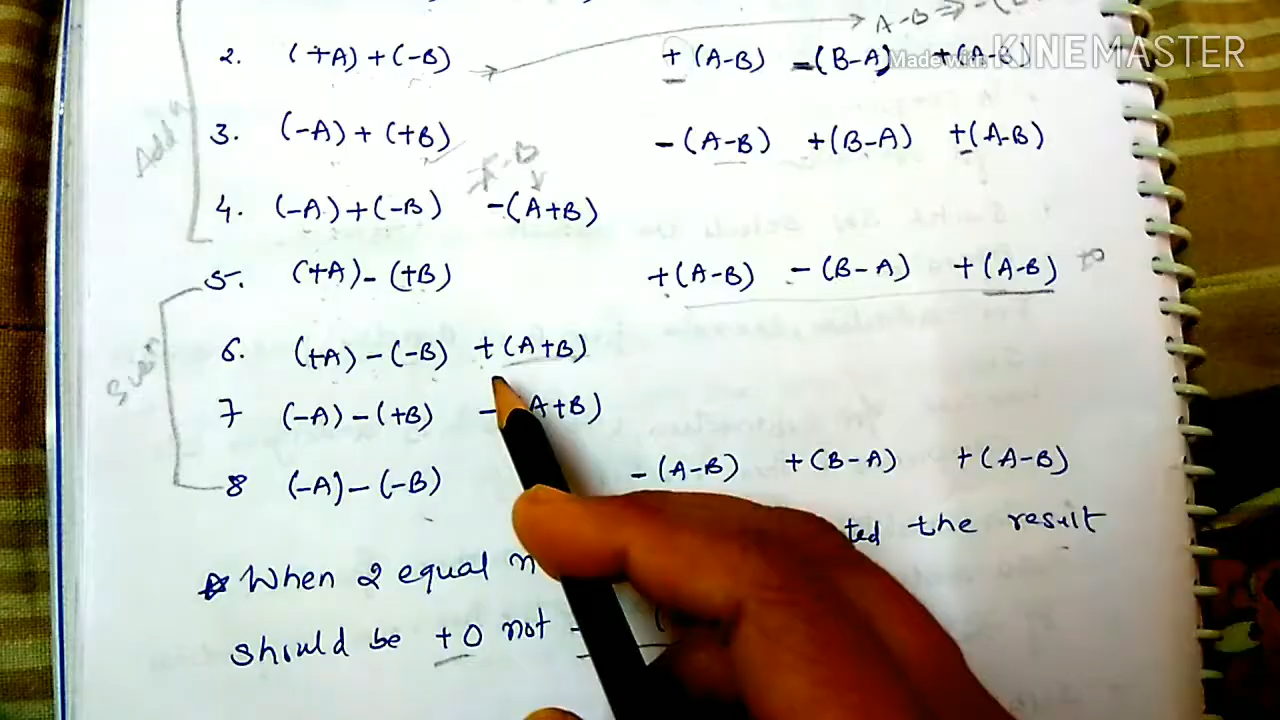 A-B ⇒ -(B
2. (+A) + (-B) +(A-B) -(B-A) +(A-B)
Made with KINEMASTER
3. (-A) + (+B) -(A-B) +(B-A) +(A-B)
4. (-A) + (-B) -(A+B)
5. (+A) - (+B) +(A-B) -(B-A) +(A-B)
6. (+A) - (-B) +(A+B)
7 (-A) - (+B) - A+B)
8 (-A) - (-B) -(A-B) +(B-A) +(A-B)
ted the result
☆ When 2 equal n
should be +0 not -